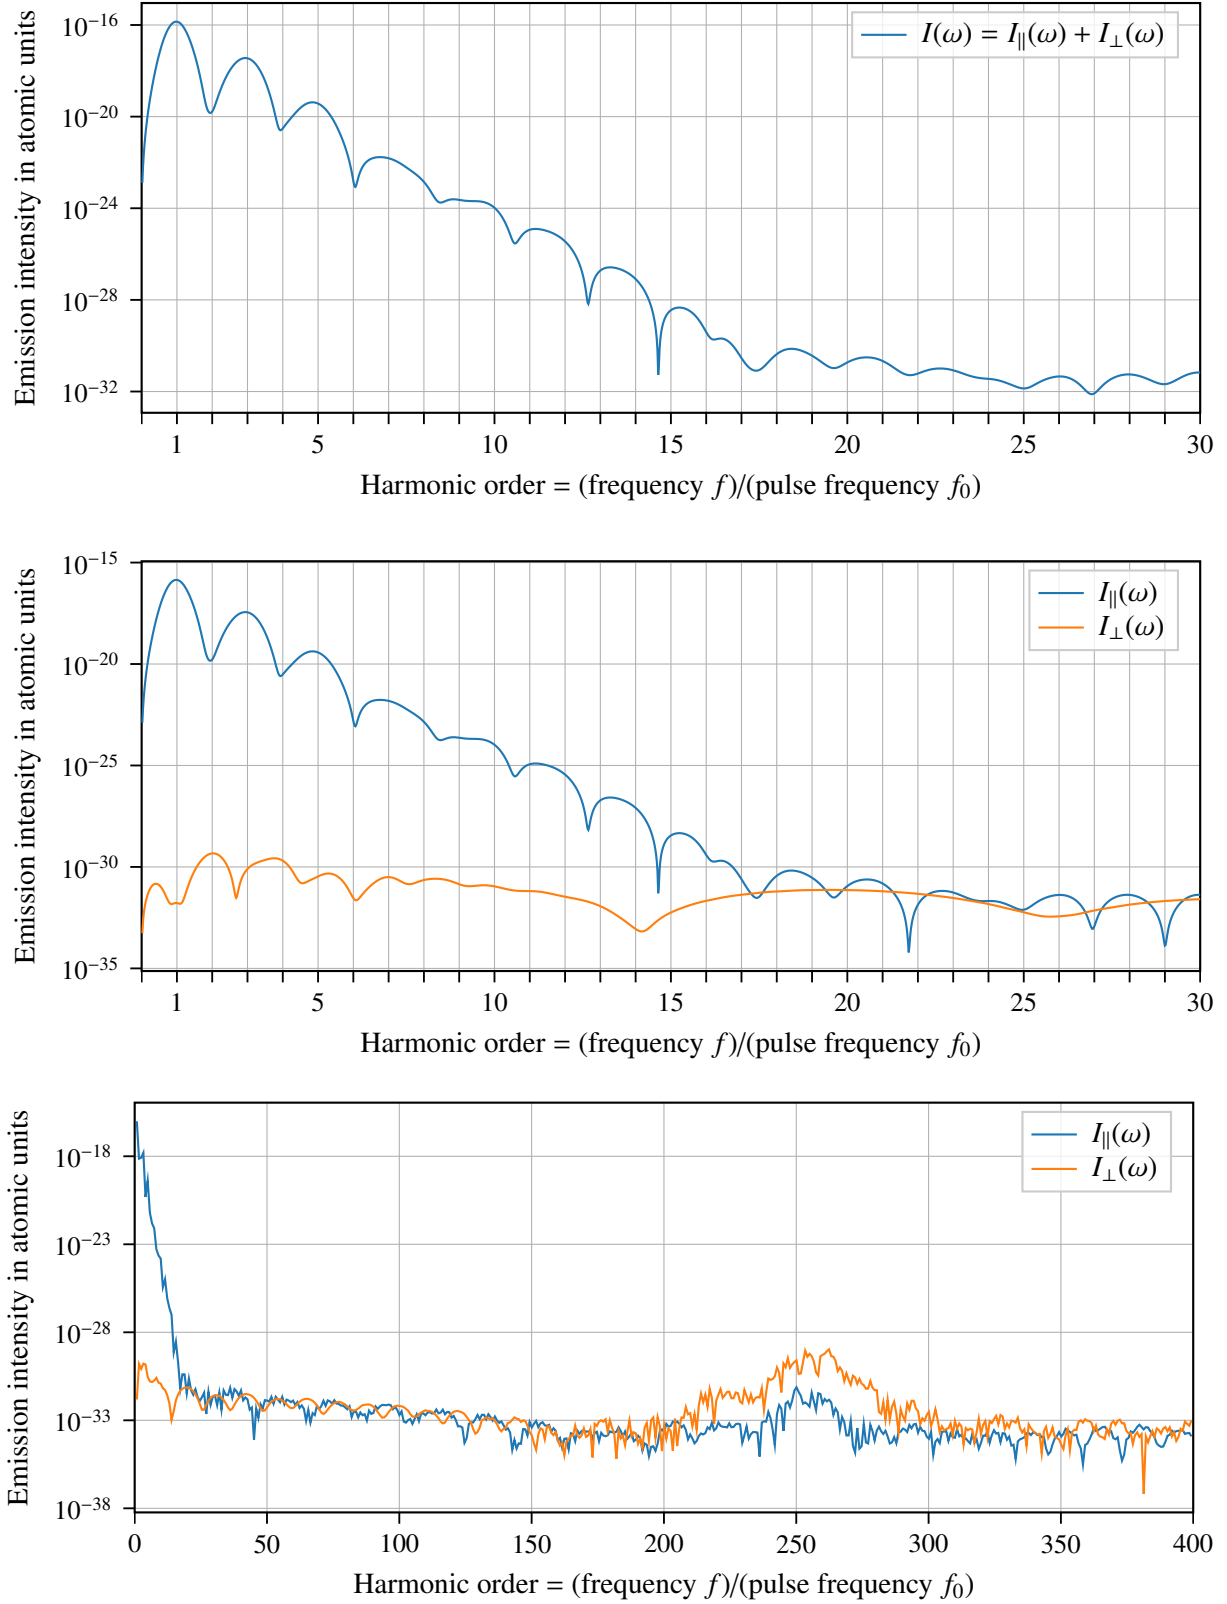 Emission intensity in atomic units
10⁻¹⁶
10⁻²⁰
10⁻²⁴
10⁻²⁸
10⁻³²
I(ω) = I∥(ω) + I⊥(ω)
1 5 10 15 20 25 30
Harmonic order = (frequency f)/(pulse frequency f₀)
Emission intensity in atomic units
10⁻¹⁵
10⁻²⁰
10⁻²⁵
10⁻³⁰
10⁻³⁵
I∥(ω)
I⊥(ω)
1 5 10 15 20 25 30
Harmonic order = (frequency f)/(pulse frequency f₀)
Emission intensity in atomic units
10⁻¹⁸
10⁻²³
10⁻²⁸
10⁻³³
10⁻³⁸
I∥(ω)
I⊥(ω)
0 50 100 150 200 250 300 350 400
Harmonic order = (frequency f)/(pulse frequency f₀)